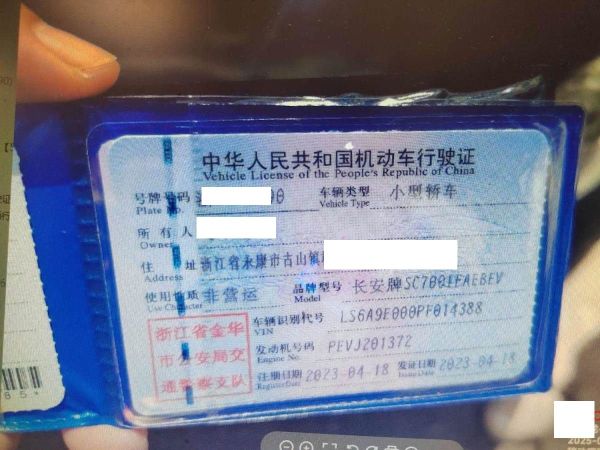 中华人民共和国机动车行驶证
Vehicle License of the People's Republic of China
号牌号码 车辆类型 小型轿车
Plate No. Vehicle Type
所有人
Owner
住址 浙江省永康市古山镇
Address
使用性质 非营运 品牌型号 长安牌SC7001FAEBEV
Use Character Model
浙江省金华
市公安局交
通警察支队
车辆识别代号 LS6A9E000PF014388
VIN
发动机号码 PEVJ201372
Engine No.
注册日期 2023-04-18 发证日期 2023-04-18
Register Date Issue Date